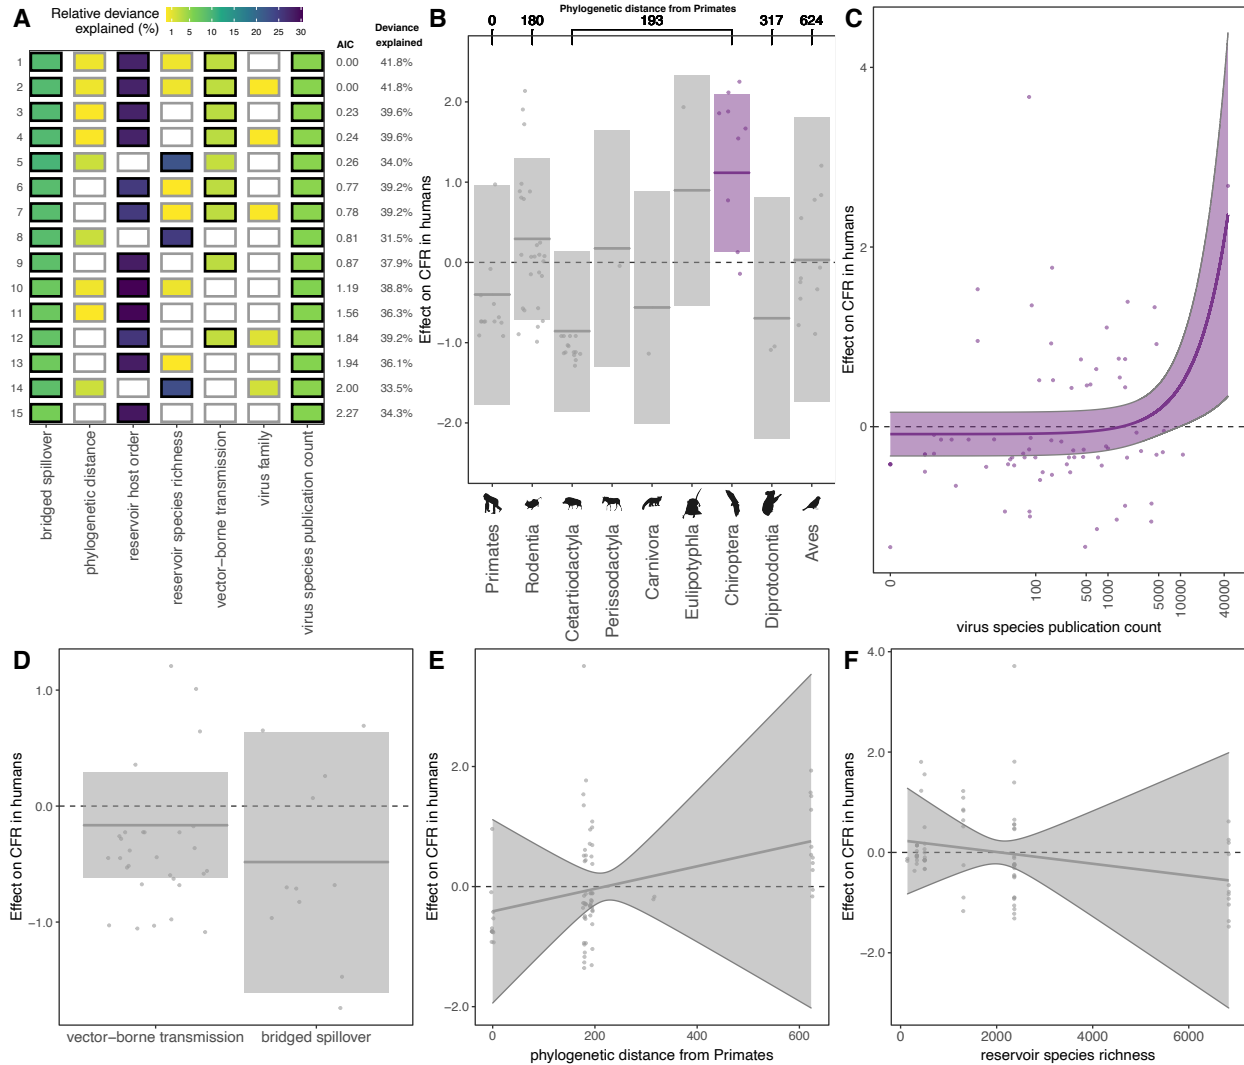 A
Relative deviance
explained (%)
1 5 10 15 20 25 30
AIC
Deviance
explained
1 0.00 41.8%
2 0.00 41.8%
3 0.23 39.6%
4 0.24 39.6%
5 0.26 34.0%
6 0.77 39.2%
7 0.78 39.2%
8 0.81 31.5%
9 0.87 37.9%
10 1.19 38.8%
11 1.56 36.3%
12 1.84 39.2%
13 1.94 36.1%
14 2.00 33.5%
15 2.27 34.3%
bridged spillover
phylogenetic distance
reservoir host order
reservoir species richness
vector−borne transmission
virus family
virus species publication count
B
Phylogenetic distance from Primates
0 180 193 317 624
Effect on CFR in humans
2.0
1.0
0.0
−1.0
−2.0
Primates
Rodentia
Cetartiodactyla
Perissodactyla
Carnivora
Eulipotyphla
Chiroptera
Diprotodontia
Aves
C
Effect on CFR in humans
4
2
0
0 100 500 1000 5000 10000 40000
virus species publication count
D
Effect on CFR in humans
1.0
0.0
−1.0
vector−borne transmission bridged spillover
E
Effect on CFR in humans
2.0
0.0
−2.0
0 200 400 600
phylogenetic distance from Primates
F
Effect on CFR in humans
4.0
2.0
0.0
−2.0
0 2000 4000 6000
reservoir species richness